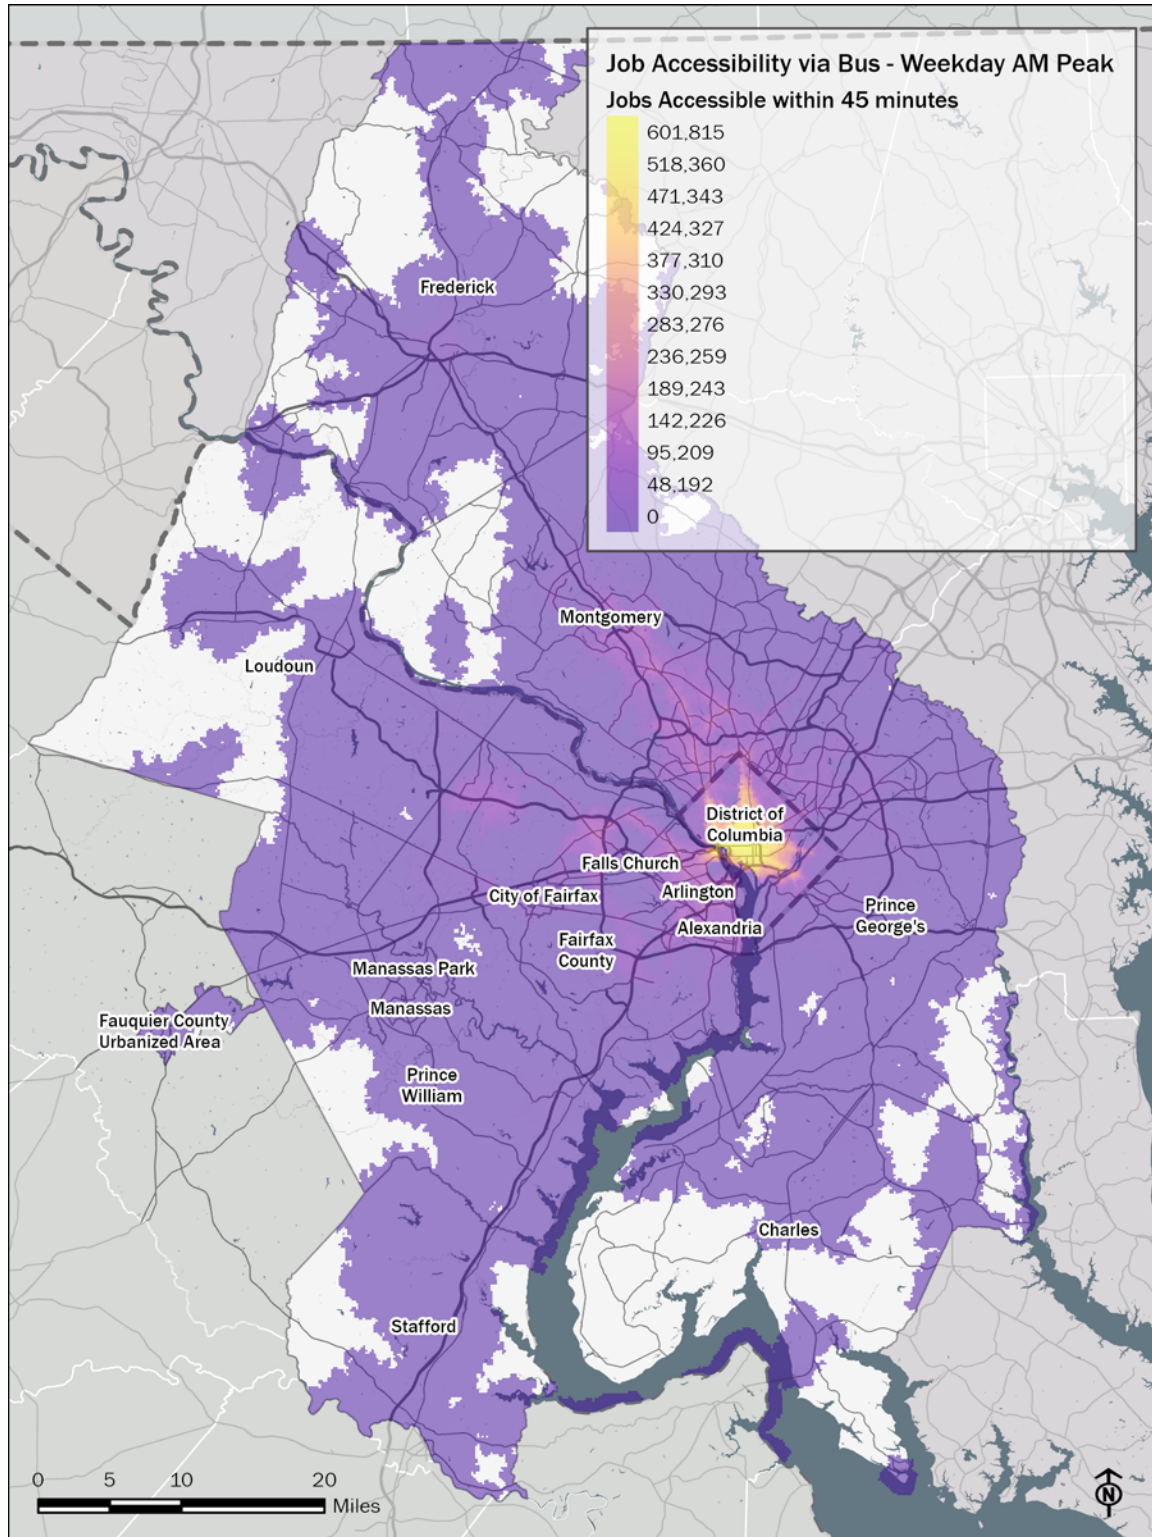 Job Accessibility via Bus - Weekday AM Peak
Jobs Accessible within 45 minutes
601,815
518,360
471,343
424,327
377,310
330,293
283,276
236,259
189,243
142,226
95,209
48,192
0
Frederick
Montgomery
Loudoun
District of
Columbia
Falls Church
Arlington
City of Fairfax
Prince
George's
Alexandria
Fairfax
County
Manassas Park
Manassas
Fauquier County
Urbanized Area
Prince
William
Charles
Stafford
0 5 10 20
Miles
N